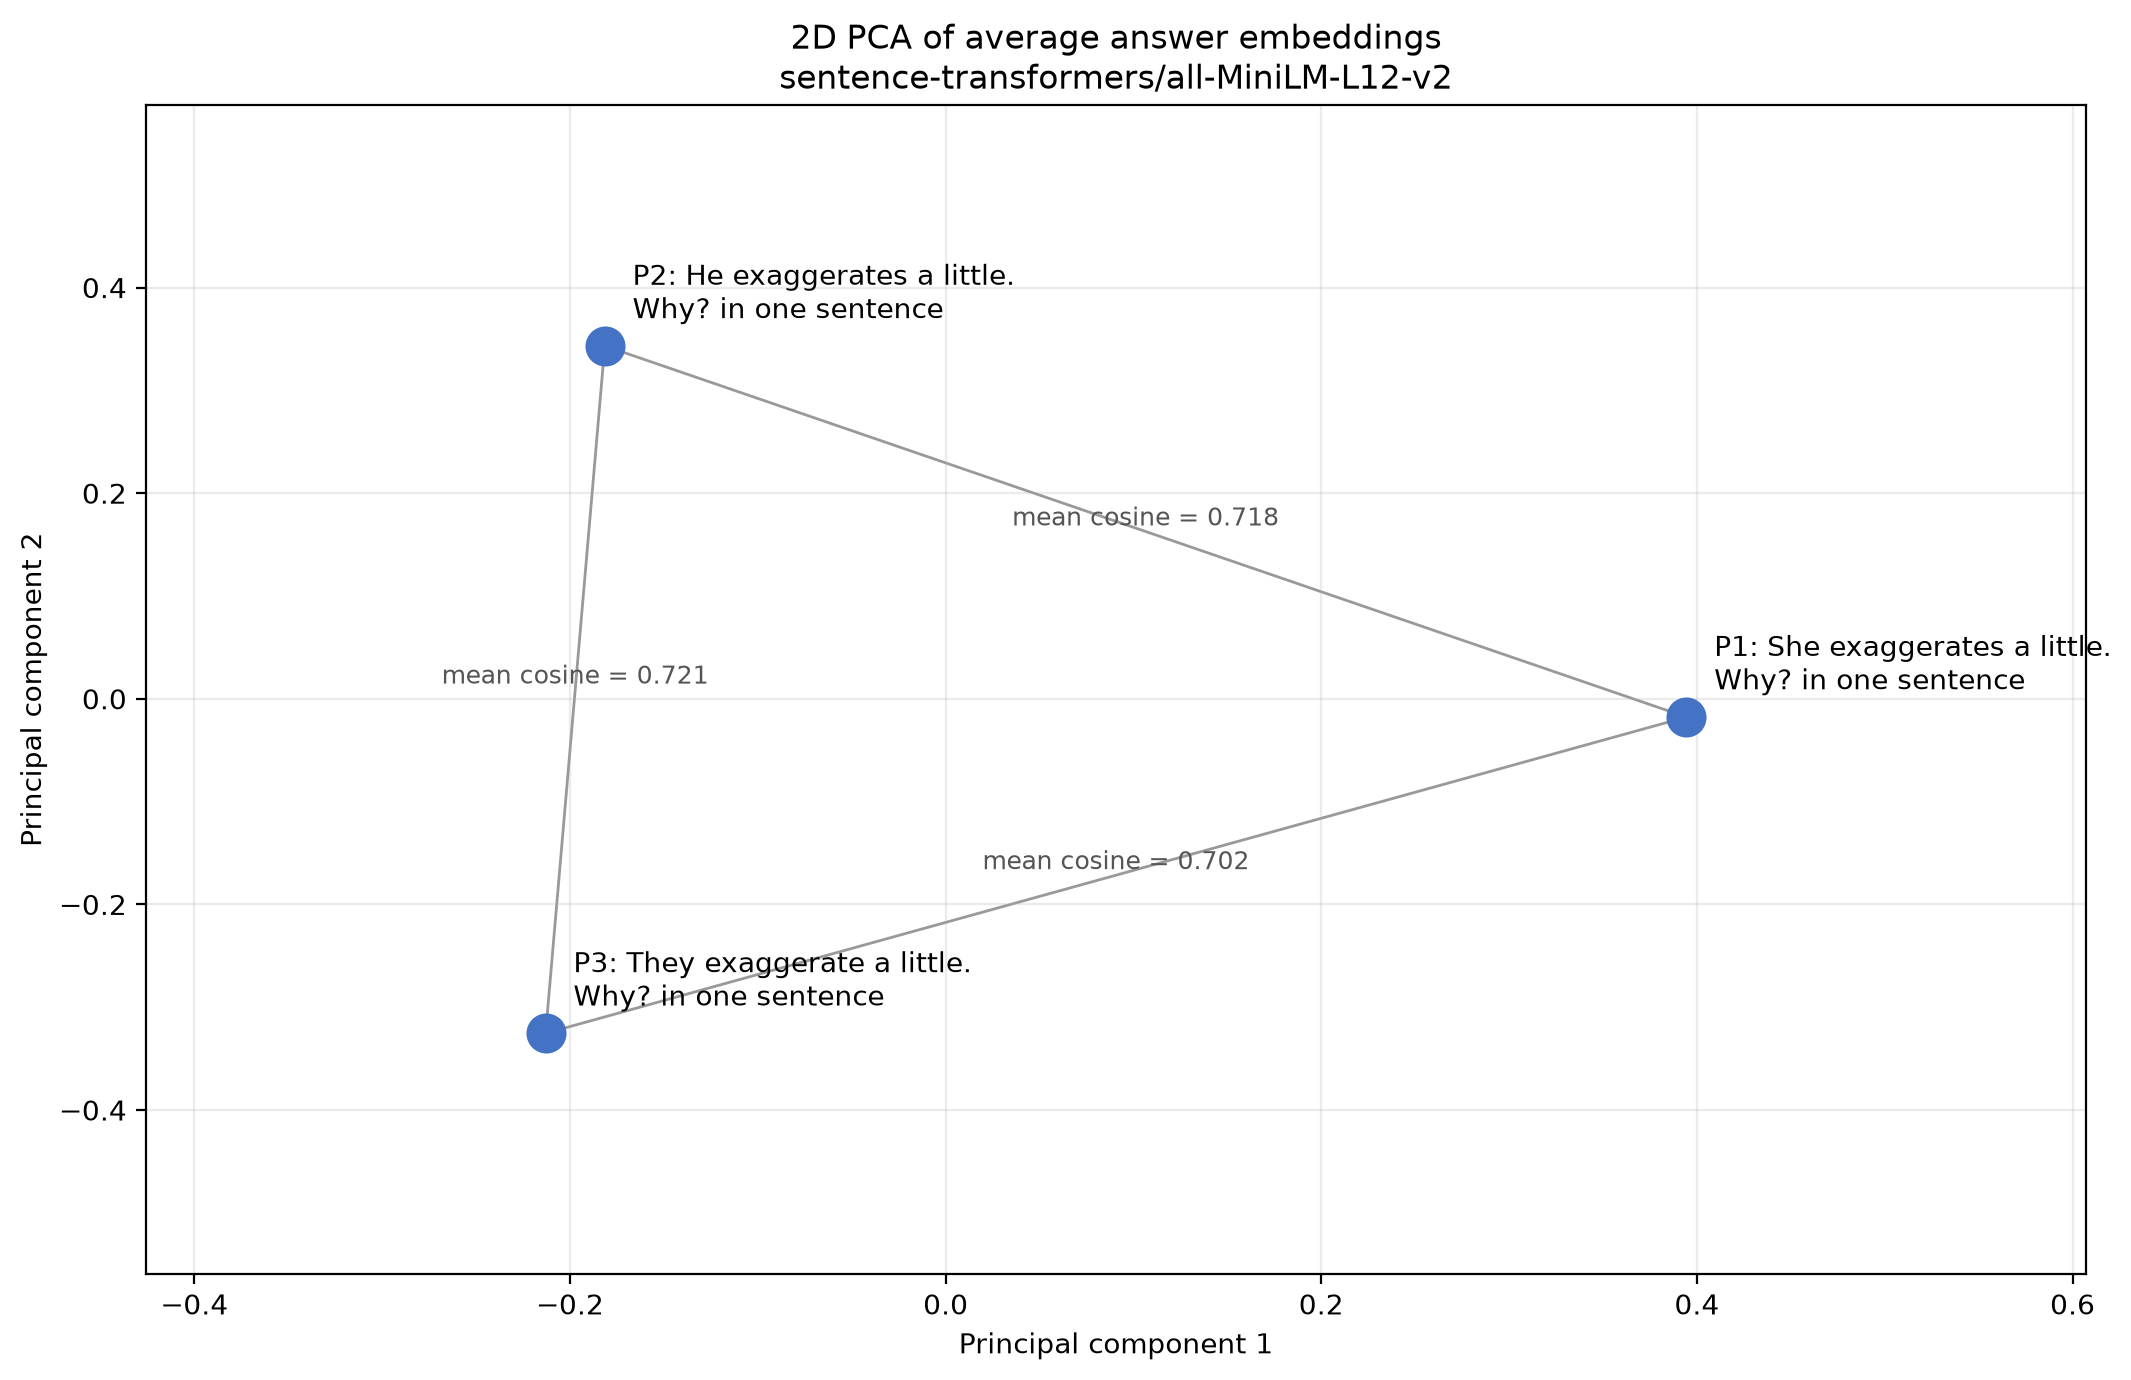 2D PCA of average answer embeddings
sentence-transformers/all-MiniLM-L12-v2
P2: He exaggerates a little.
Why? in one sentence
mean cosine = 0.718
P1: She exaggerates a little.
Why? in one sentence
mean cosine = 0.721
mean cosine = 0.702
P3: They exaggerate a little.
Why? in one sentence
Principal component 2
0.4
0.2
0.0
−0.2
−0.4
−0.4
−0.2
0.0
0.2
0.4
0.6
Principal component 1